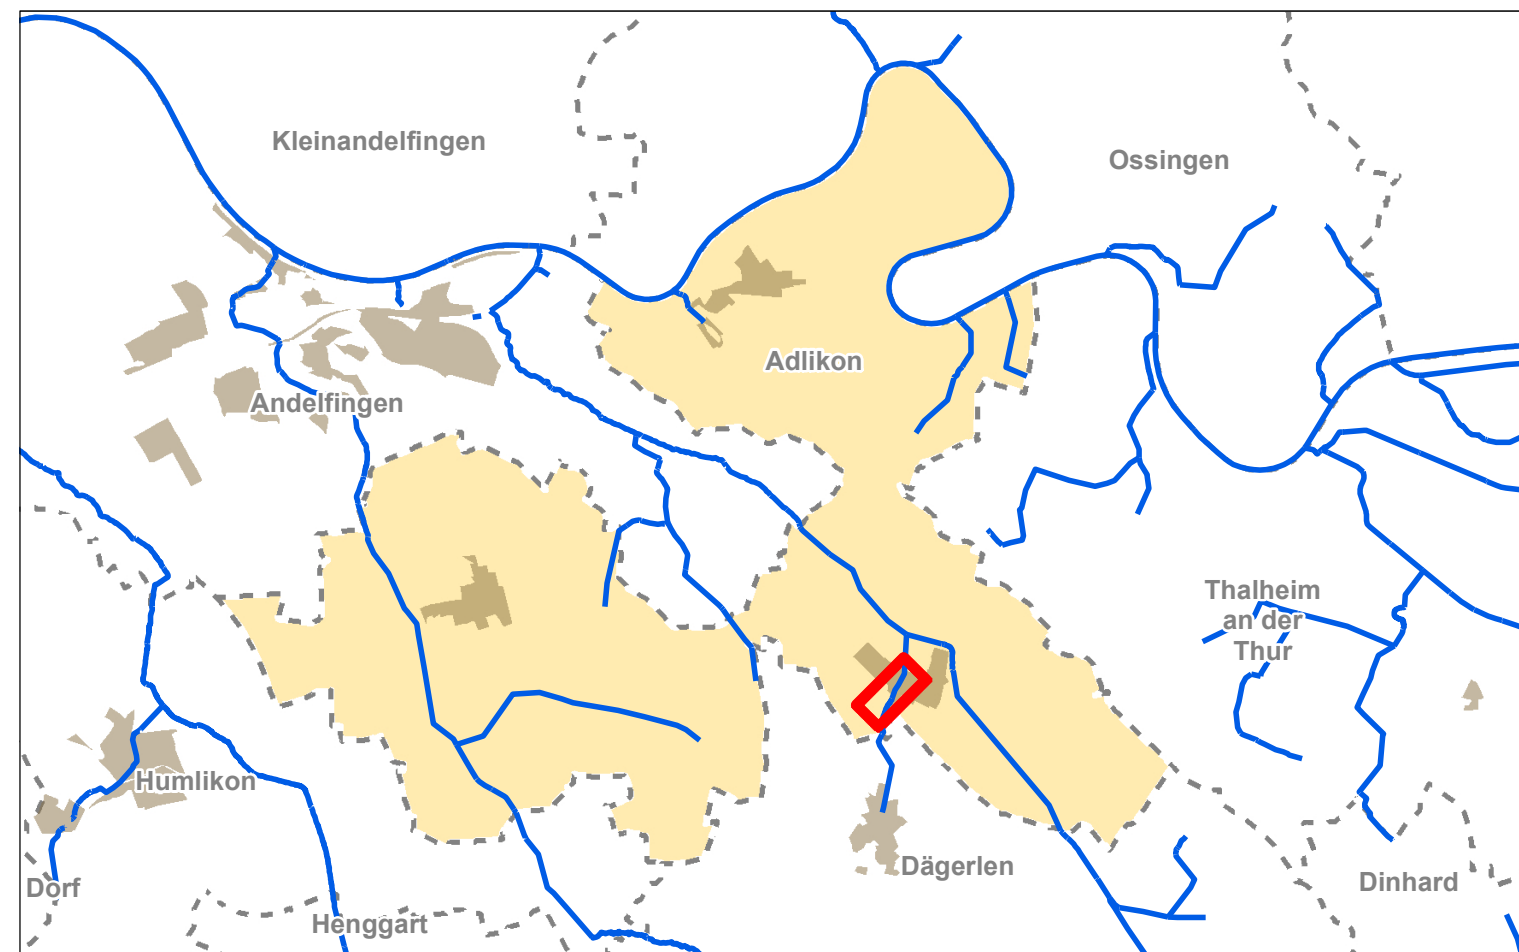 Kleinandelfingen
Ossingen
Adlikon
Andelfingen
Thalheim
an der
Thur
Humlikon
Dägerlen
Dinhard
Dorf
Henggart